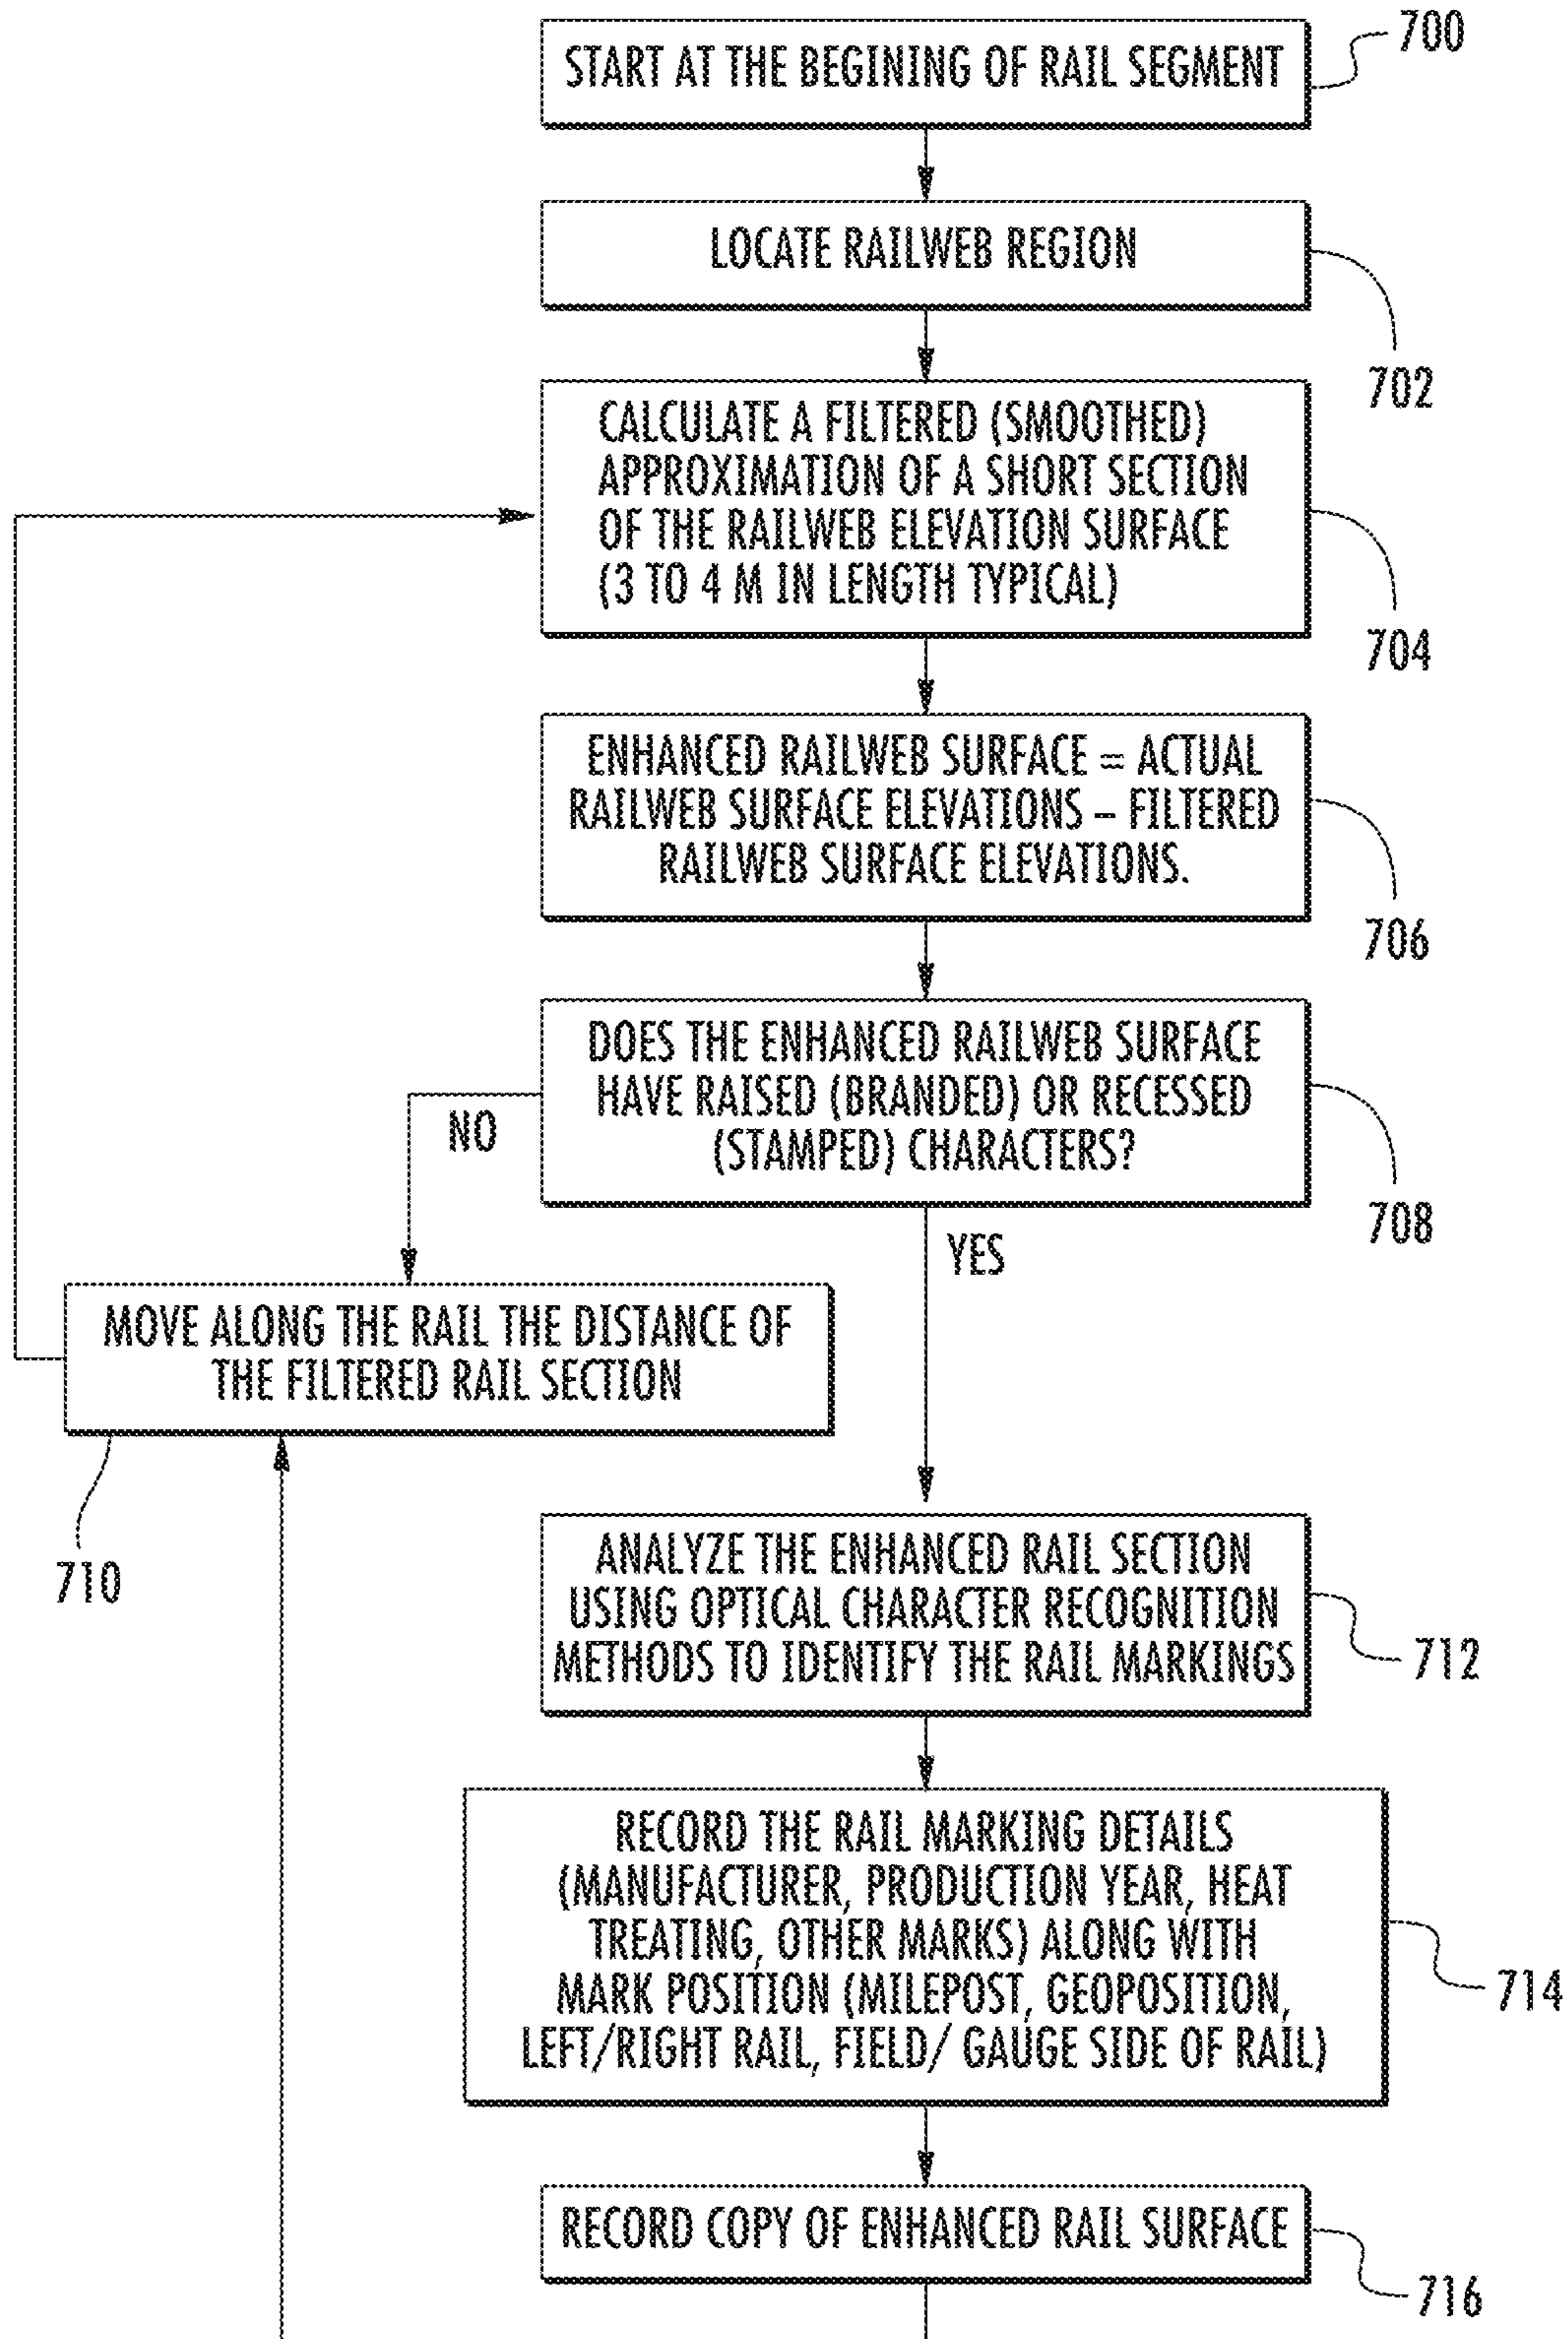 START AT THE BEGINING OF RAIL SEGMENT
700
LOCATE RAILWEB REGION
702
CALCULATE A FILTERED (SMOOTHED)
APPROXIMATION OF A SHORT SECTION
OF THE RAILWEB ELEVATION SURFACE
(3 TO 4 M IN LENGTH TYPICAL)
704
ENHANCED RAILWEB SURFACE = ACTUAL
RAILWEB SURFACE ELEVATIONS – FILTERED
RAILWEB SURFACE ELEVATIONS.
706
DOES THE ENHANCED RAILWEB SURFACE
HAVE RAISED (BRANDED) OR RECESSED
(STAMPED) CHARACTERS?
708
NO
YES
MOVE ALONG THE RAIL THE DISTANCE OF
THE FILTERED RAIL SECTION
710
ANALYZE THE ENHANCED RAIL SECTION
USING OPTICAL CHARACTER RECOGNITION
METHODS TO IDENTIFY THE RAIL MARKINGS
712
RECORD THE RAIL MARKING DETAILS
(MANUFACTURER, PRODUCTION YEAR, HEAT
TREATING, OTHER MARKS) ALONG WITH
MARK POSITION (MILEPOST, GEOPOSITION,
LEFT/RIGHT RAIL, FIELD/ GAUGE SIDE OF RAIL)
714
RECORD COPY OF ENHANCED RAIL SURFACE
716